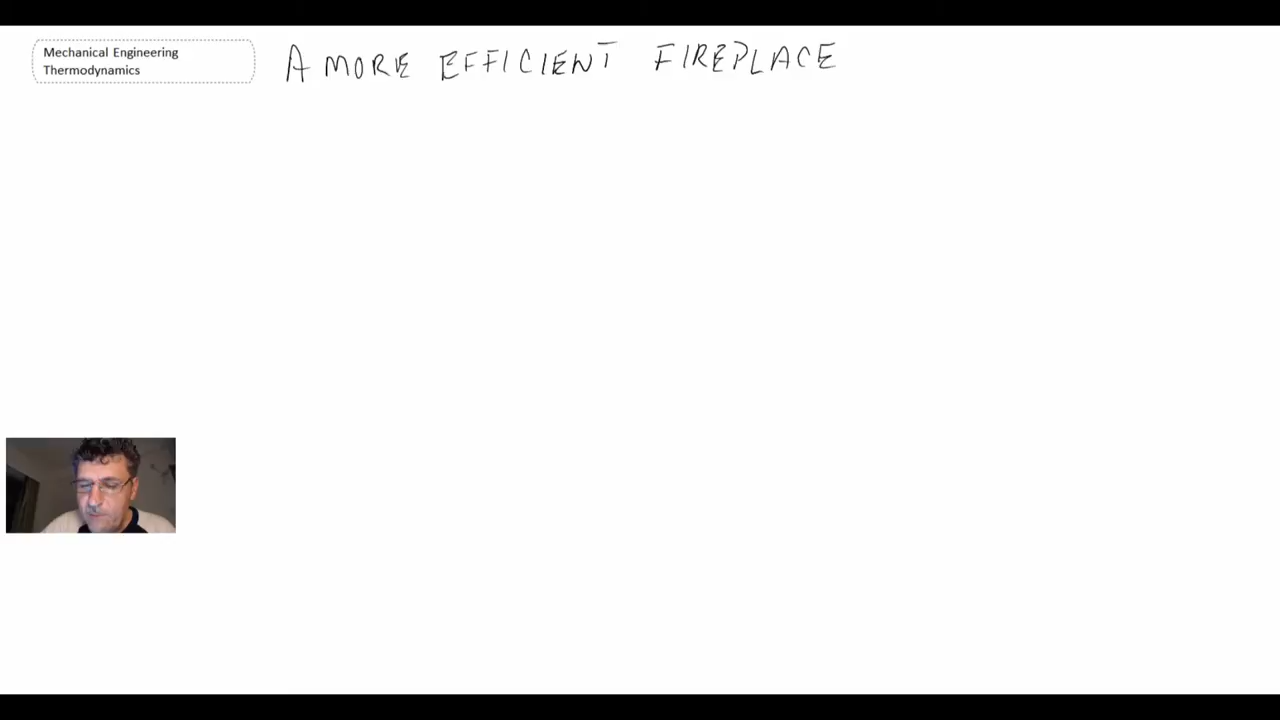 Mechanical Engineering
Thermodynamics
A MORE EFFICIENT FIREPLACE